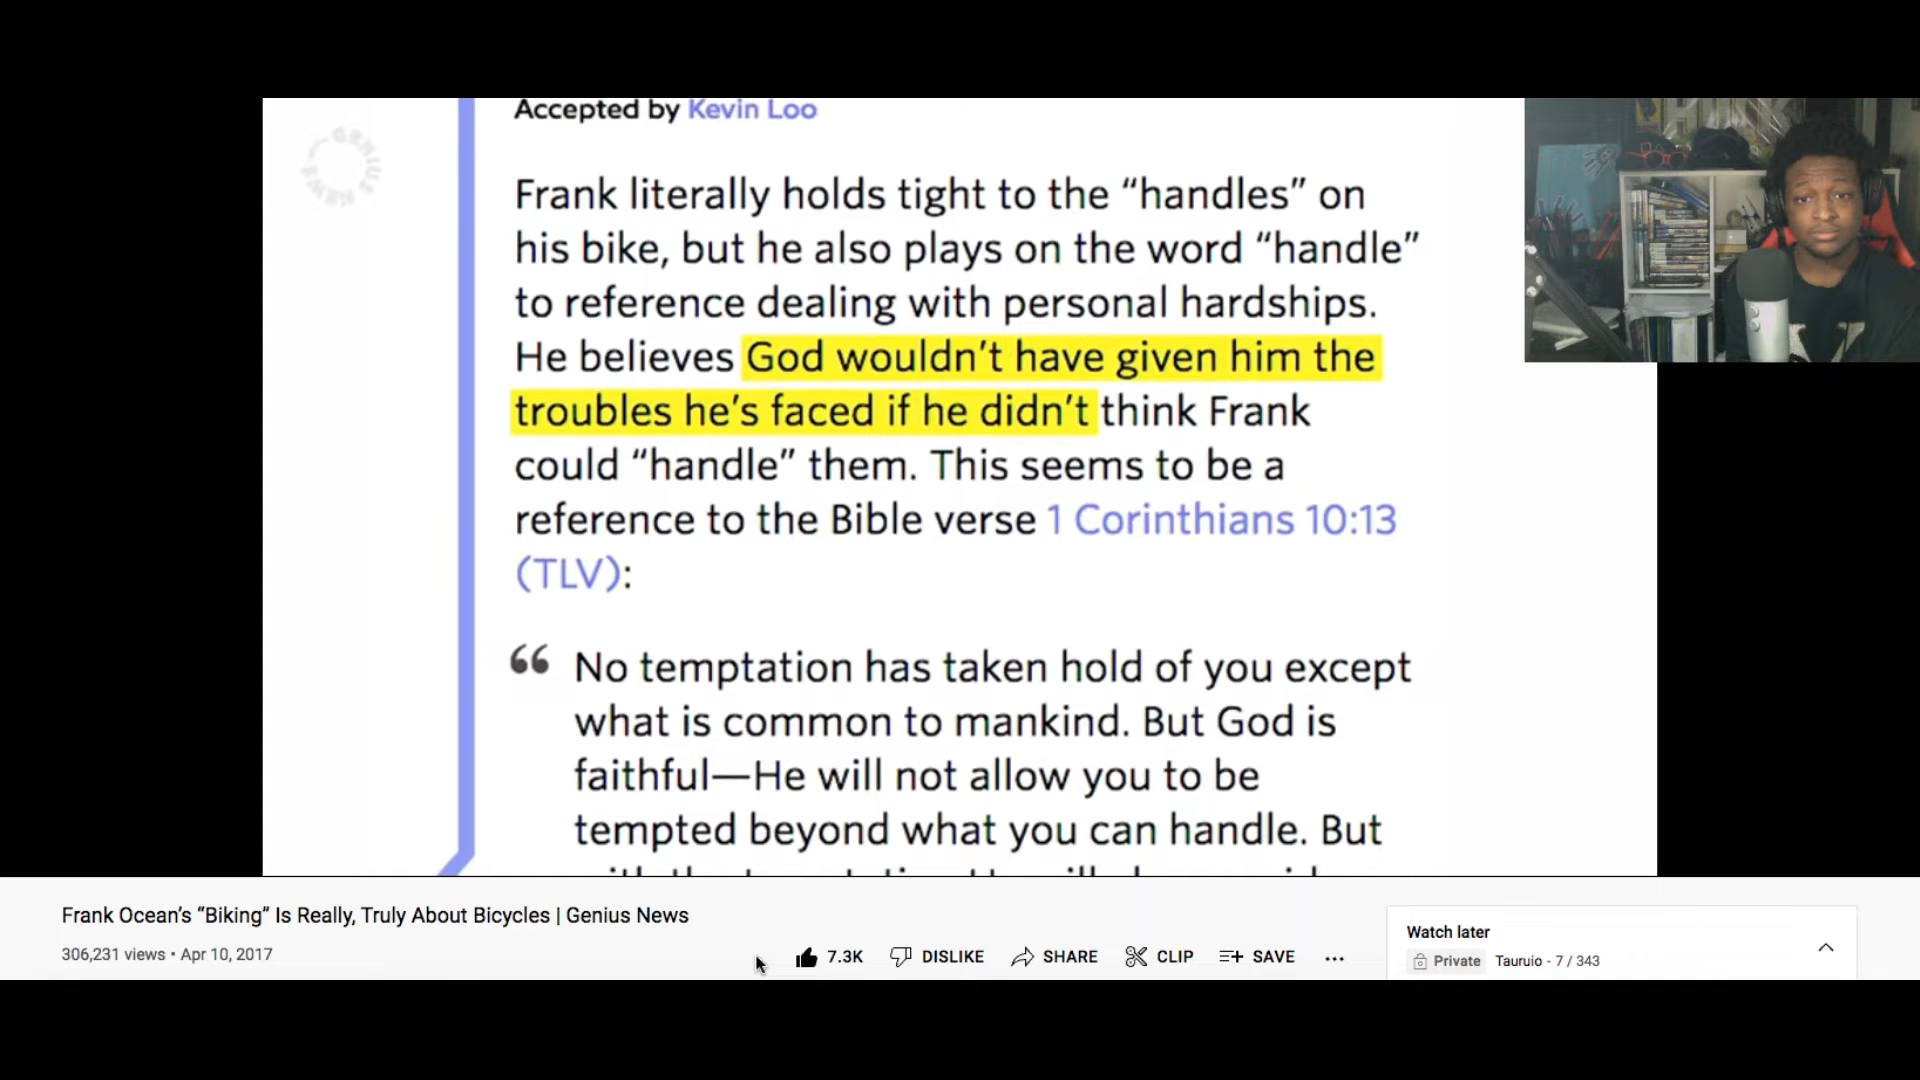 Accepted by Kevin Loo
GENIUS NEWS
Frank literally holds tight to the “handles” on
his bike, but he also plays on the word “handle”
to reference dealing with personal hardships.
He believes God wouldn’t have given him the
troubles he’s faced if he didn’t think Frank
could “handle” them. This seems to be a
reference to the Bible verse 1 Corinthians 10:13
(TLV):
“ No temptation has taken hold of you except
what is common to mankind. But God is
faithful—He will not allow you to be
tempted beyond what you can handle. But
Frank Ocean’s “Biking” Is Really, Truly About Bicycles | Genius News
306,231 views • Apr 10, 2017
7.3K DISLIKE SHARE CLIP SAVE ...
Watch later
Private Tauruio - 7 / 343